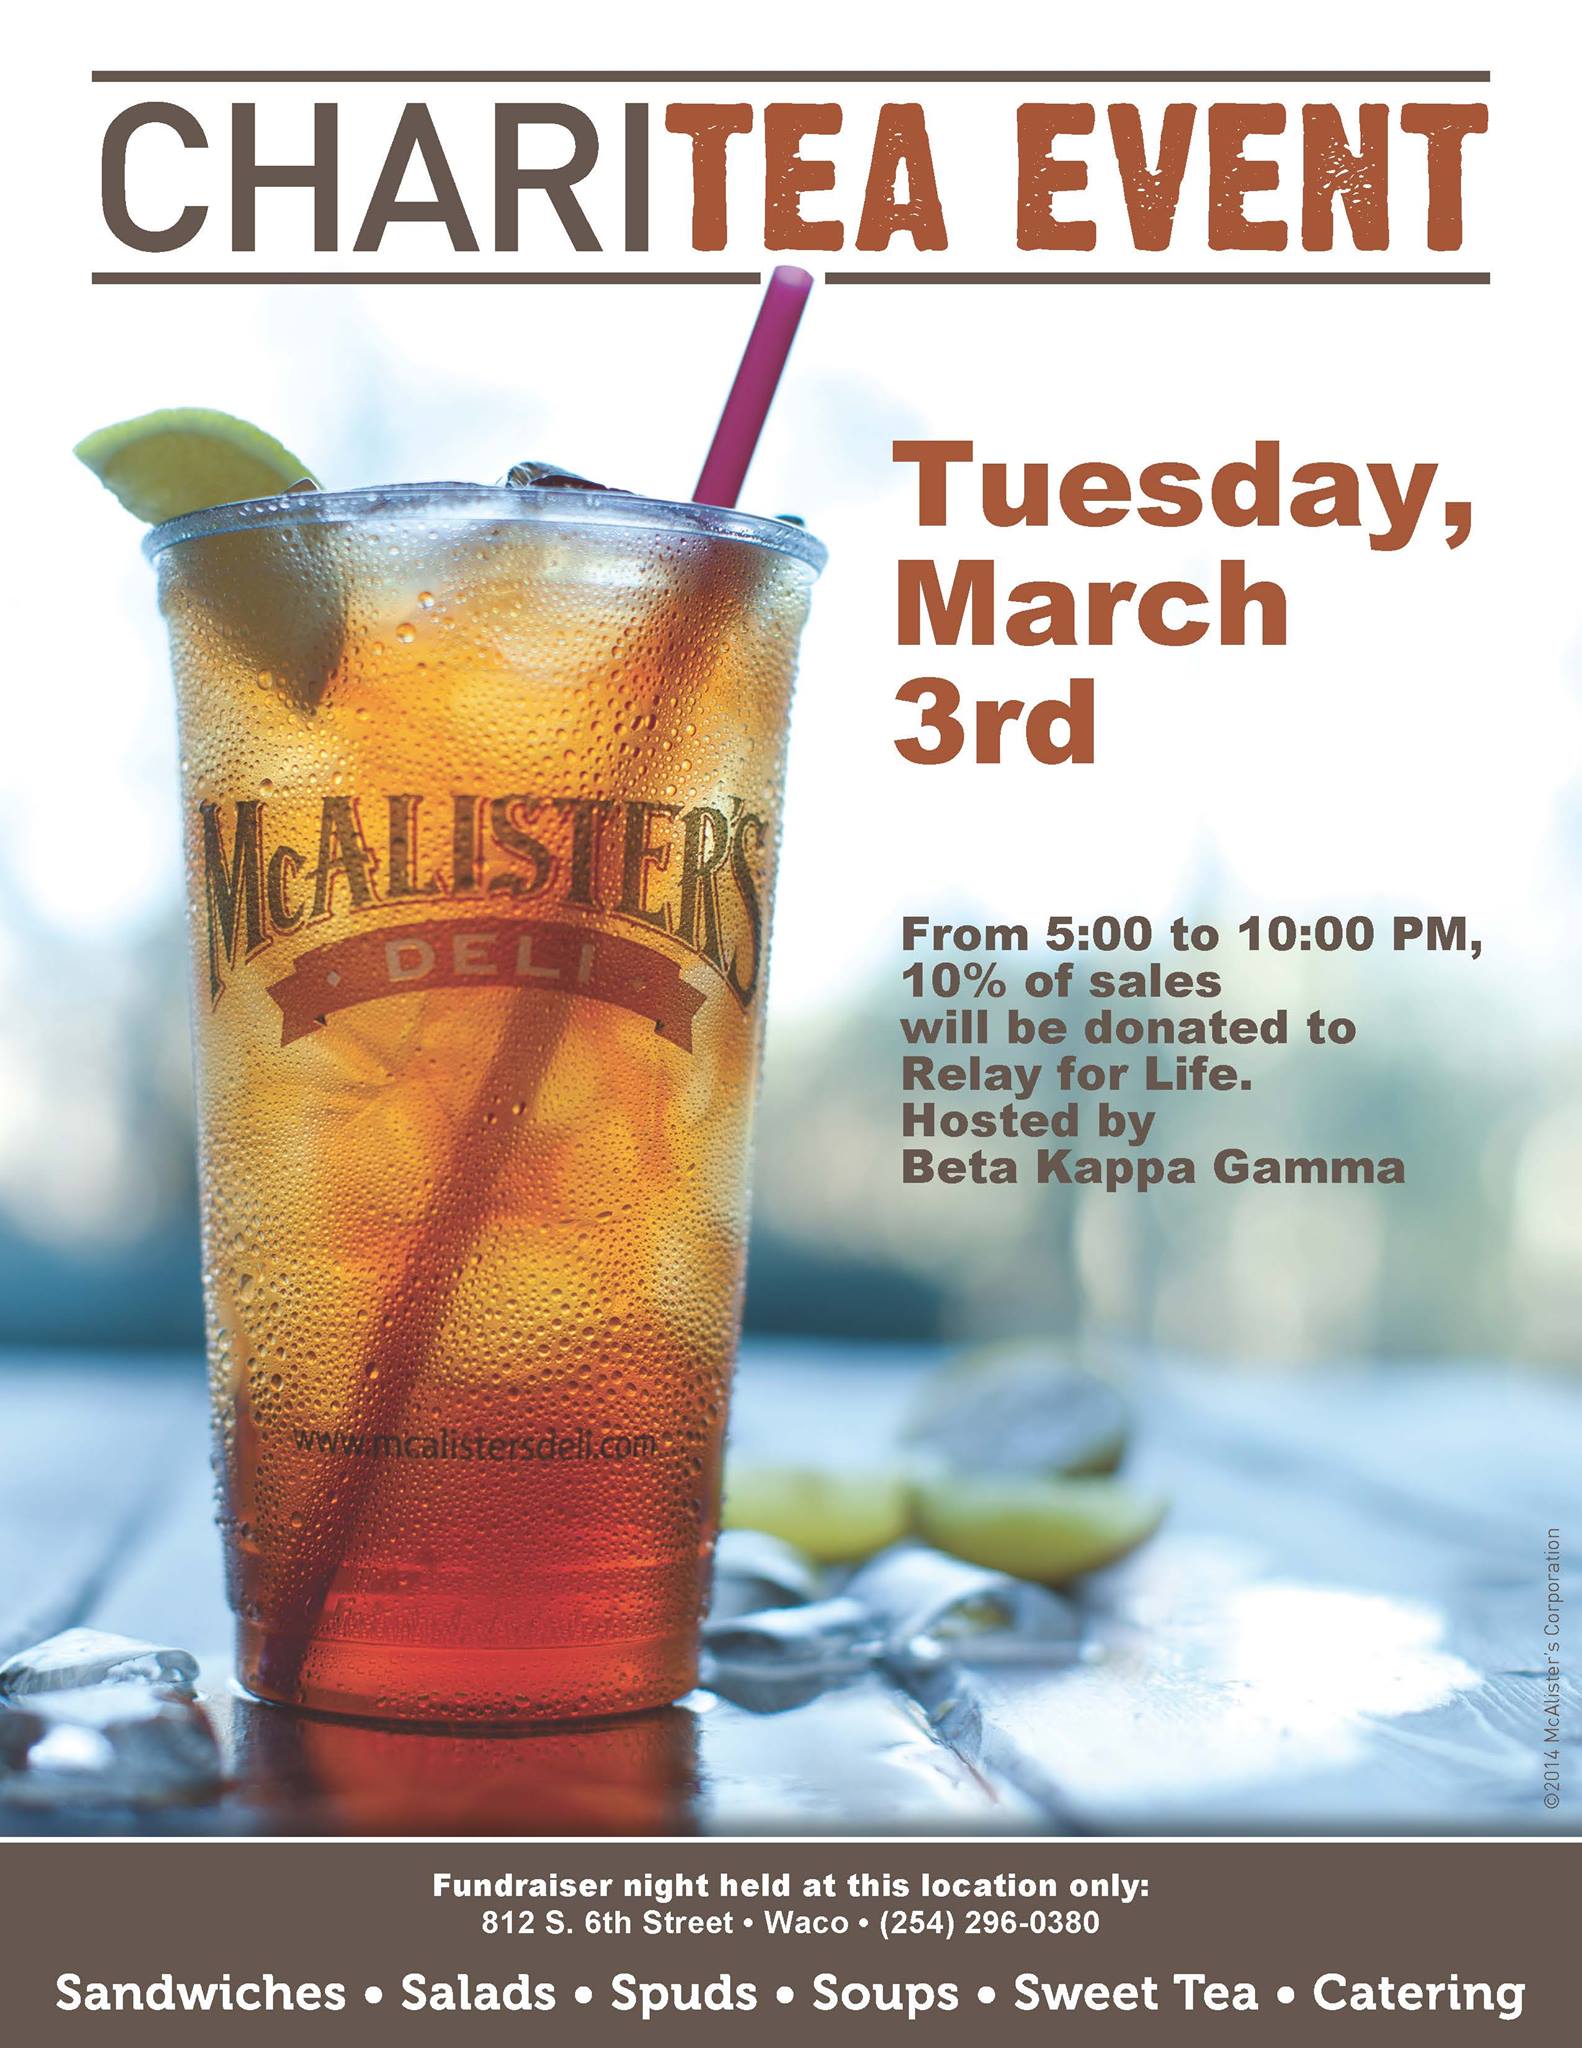 CHARITEA EVENT
Tuesday,
March
3rd
McALISTER'S
DELI
From 5:00 to 10:00 PM,
10% of sales
will be donated to
Relay for Life.
Hosted by
Beta Kappa Gamma
www.mcalistersdeli.com
©2014 McAlister's Corporation
Fundraiser night held at this location only:
812 S. 6th Street • Waco • (254) 296-0380
Sandwiches • Salads • Spuds • Soups • Sweet Tea • Catering